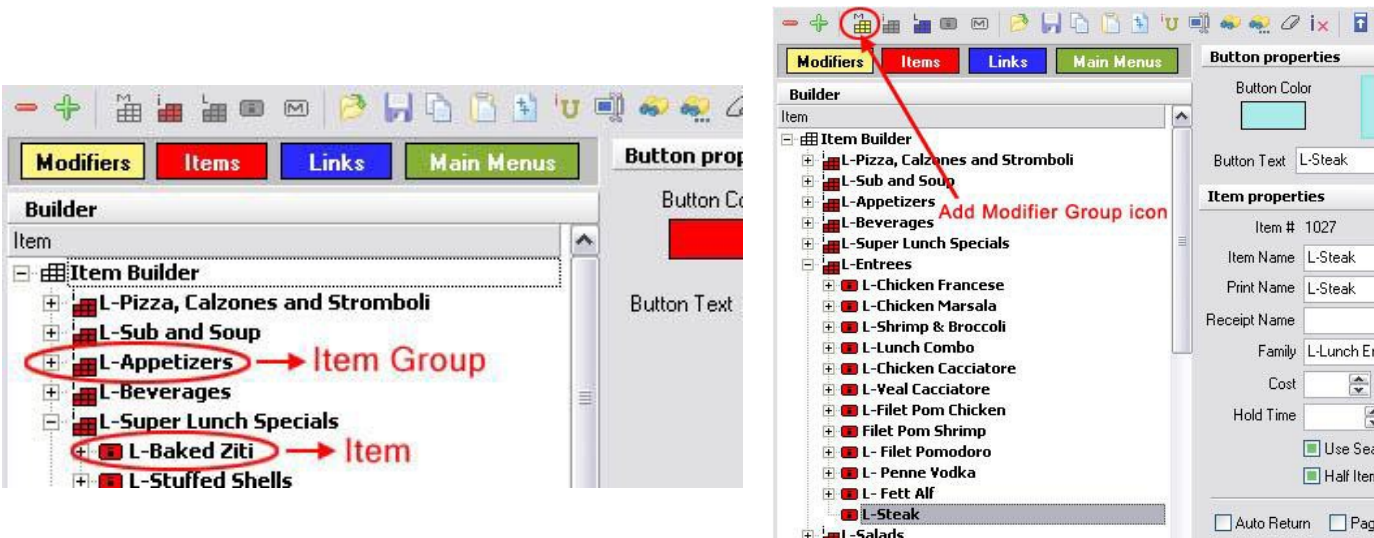 Modifiers Items Links Main Menus
Builder
Item
Item Builder
L-Pizza, Calzones and Stromboli
L-Sub and Soup
L-Appetizers Item Group
L-Beverages
L-Super Lunch Specials
L-Baked Ziti Item
L-Stuffed Shells
Button prop
Button Co
Button Text
Modifiers Items Links Main Menus
Builder
Item
Item Builder
L-Pizza, Calzones and Stromboli
L-Sub and Soup
L-Appetizers
Add Modifier Group icon
L-Beverages
L-Super Lunch Specials
L-Entrees
L-Chicken Francese
L-Chicken Marsala
L-Shrimp & Broccoli
L-Lunch Combo
L-Chicken Cacciatore
L-Veal Cacciatore
L-Filet Pom Chicken
Filet Pom Shrimp
L- Filet Pomodoro
L- Penne Vodka
L- Fett Alf
L-Steak
L-Salads
Button properties
Button Color
Button Text L-Steak
Item properties
Item # 1027
Item Name L-Steak
Print Name L-Steak
Receipt Name
Family L-Lunch En
Cost
Hold Time
Use Sea
Half Iten
Auto Return Pag